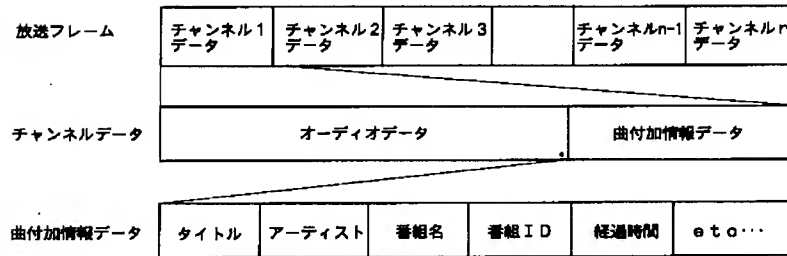 放送フレーム
チャンネル1 データ
チャンネル2 データ
チャンネル3 データ
チャンネルn-1 データ
チャンネルn データ
チャンネルデータ
オーディオデータ
曲付加情報データ
曲付加情報データ
タイトル
アーティスト
番組名
番組ID
経過時間
etc…